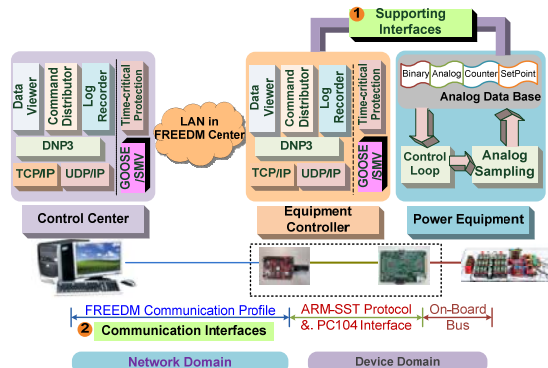 1 Supporting
Interfaces
Data
Viewer
Command
Distributor
Log
Recorder
Time-critical
Protection
DNP3
TCP/IP
UDP/IP
GOOSE
/SMV
Control Center
LAN in
FREEDM Center
Data
Viewer
Command
Distributor
Log
Recorder
Time-critical
Protection
DNP3
TCP/IP
UDP/IP
GOOSE
/SMV
Equipment
Controller
Binary Analog Counter SetPoint
Analog Data Base
Control
Loop
Analog
Sampling
Power Equipment
FREEDM Communication Profile
ARM-SST Protocol
&. PC104 Interface
On-Board
Bus
2 Communication Interfaces
Network Domain
Device Domain